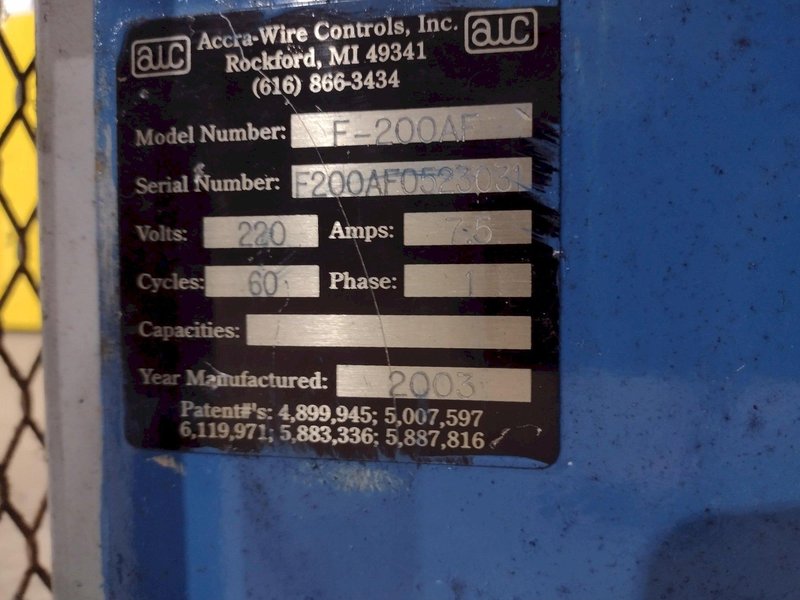 AWC Accra-Wire Controls, Inc. AWC
Rockford, MI 49341
(616) 866-3434
Model Number: F-200AF
Serial Number: F200AF0523031
Volts: 220 Amps: 7.5
Cycles: 60 Phase: 1
Capacities:
Year Manufactured: 2003
Patent#'s: 4,899,945; 5,007,597
6,119,971; 5,883,336; 5,887,816